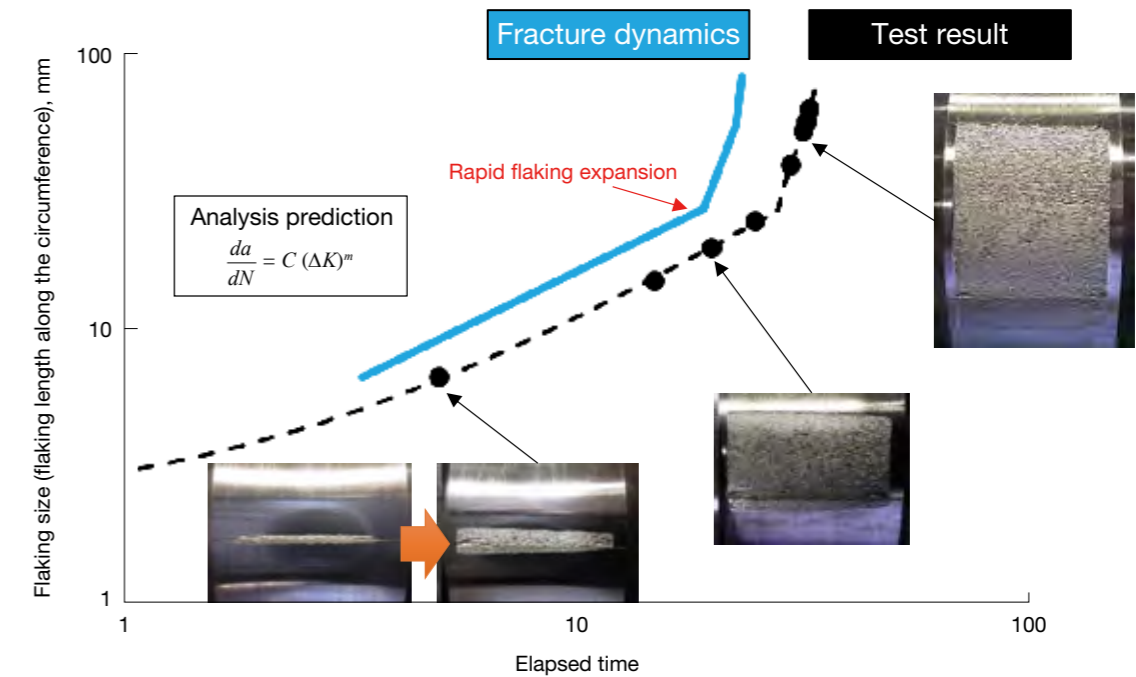 Fracture dynamics
Test result
100
Flaking size (flaking length along the circumference), mm
Rapid flaking expansion
Analysis prediction
da/dN = C (ΔK)^m
10
1
1
10
100
Elapsed time